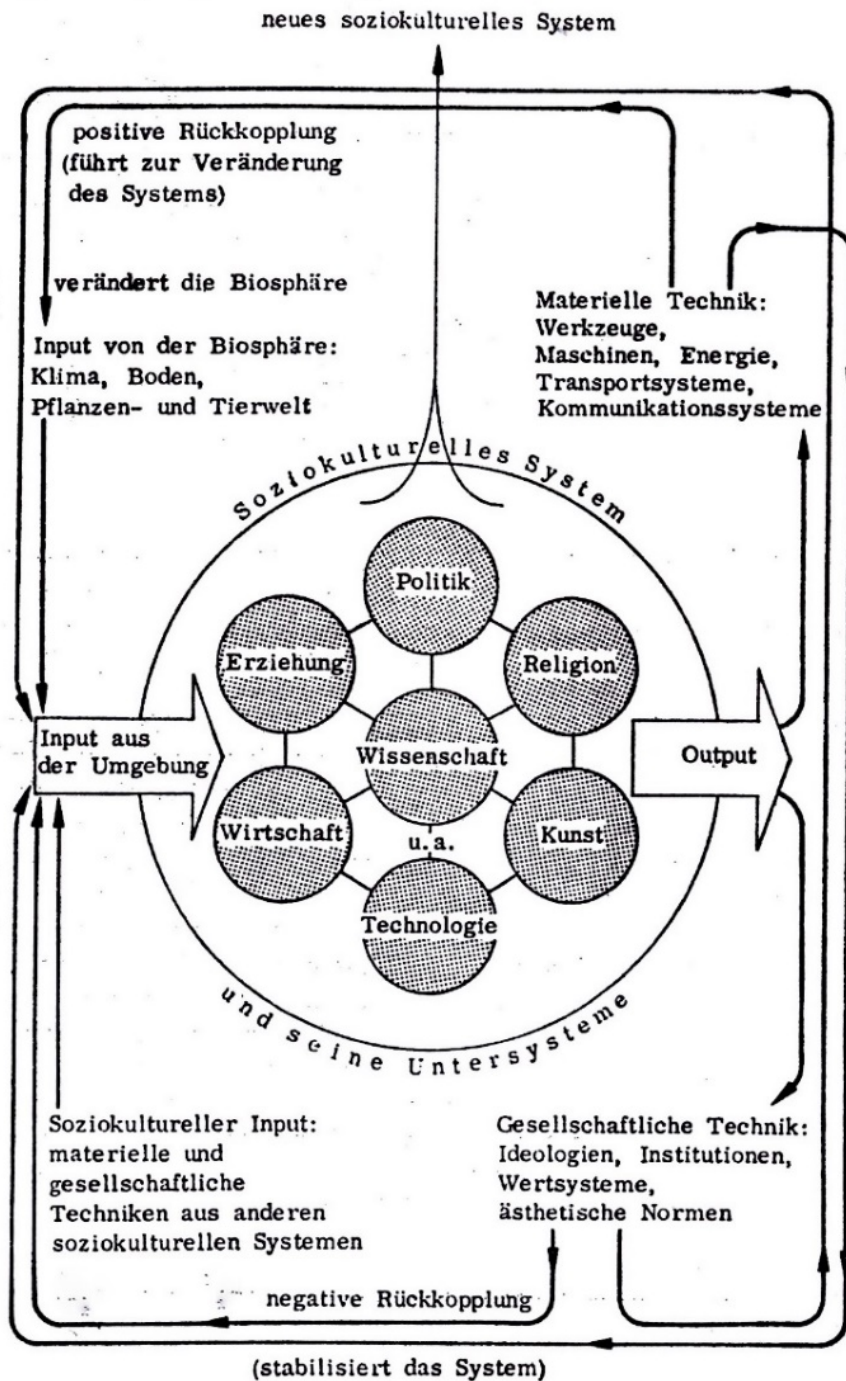 neues soziokulturelles System
positive Rückkopplung
(führt zur Veränderung
des Systems)
verändert die Biosphäre
Input von der Biosphäre:
Klima, Boden,
Pflanzen- und Tierwelt
Materielle Technik:
Werkzeuge,
Maschinen, Energie,
Transportsysteme,
Kommunikationssysteme
Soziokulturelles System
Politik
Erziehung
Religion
Input aus
der Umgebung
Wissenschaft
Output
Wirtschaft
u.a.
Kunst
Technologie
und seine Untersysteme
Soziokultureller Input:
materielle und
gesellschaftliche
Techniken aus anderen
soziokulturellen Systemen
Gesellschaftliche Technik:
Ideologien, Institutionen,
Wertsysteme,
ästhetische Normen
negative Rückkopplung
(stabilisiert das System)